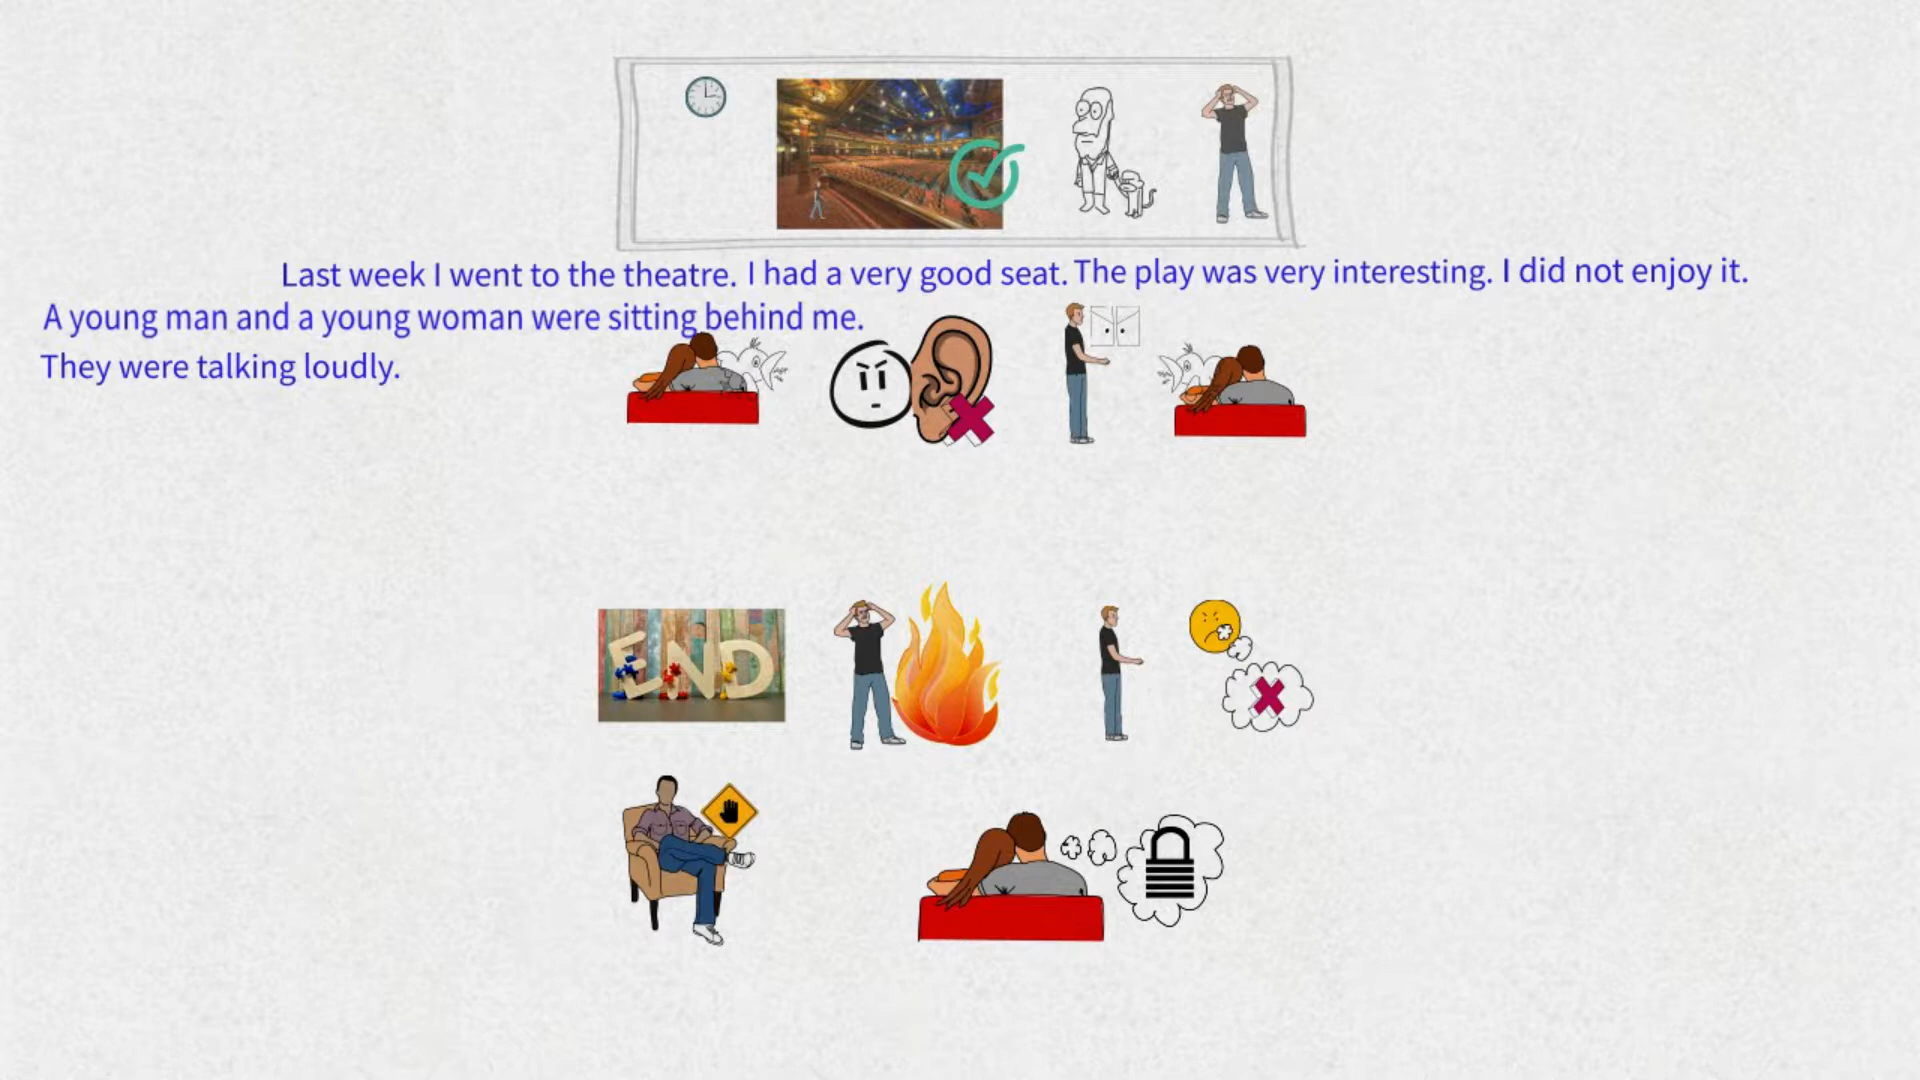 Last week I went to the theatre. I had a very good seat. The play was very interesting. I did not enjoy it.
A young man and a young woman were sitting behind me.
They were talking loudly.
END